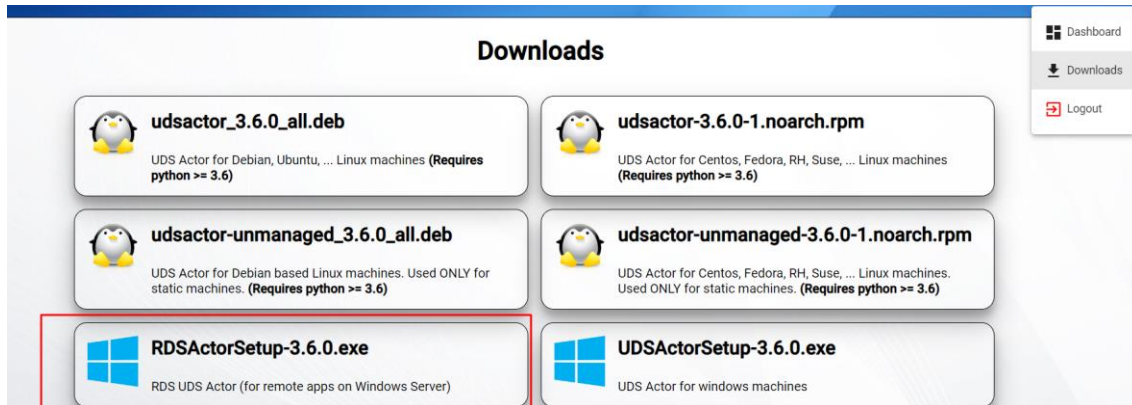 Downloads
Dashboard
Downloads
Logout
udsactor_3.6.0_all.deb
UDS Actor for Debian, Ubuntu, ... Linux machines (Requires
python >= 3.6)
udsactor-3.6.0-1.noarch.rpm
UDS Actor for Centos, Fedora, RH, Suse, ... Linux machines
(Requires python >= 3.6)
udsactor-unmanaged_3.6.0_all.deb
UDS Actor for Debian based Linux machines. Used ONLY for
static machines. (Requires python >= 3.6)
udsactor-unmanaged-3.6.0-1.noarch.rpm
UDS Actor for Centos, Fedora, RH, Suse, ... Linux machines.
Used ONLY for static machines. (Requires python >= 3.6)
RDSActorSetup-3.6.0.exe
RDS UDS Actor (for remote apps on Windows Server)
UDSActorSetup-3.6.0.exe
UDS Actor for windows machines